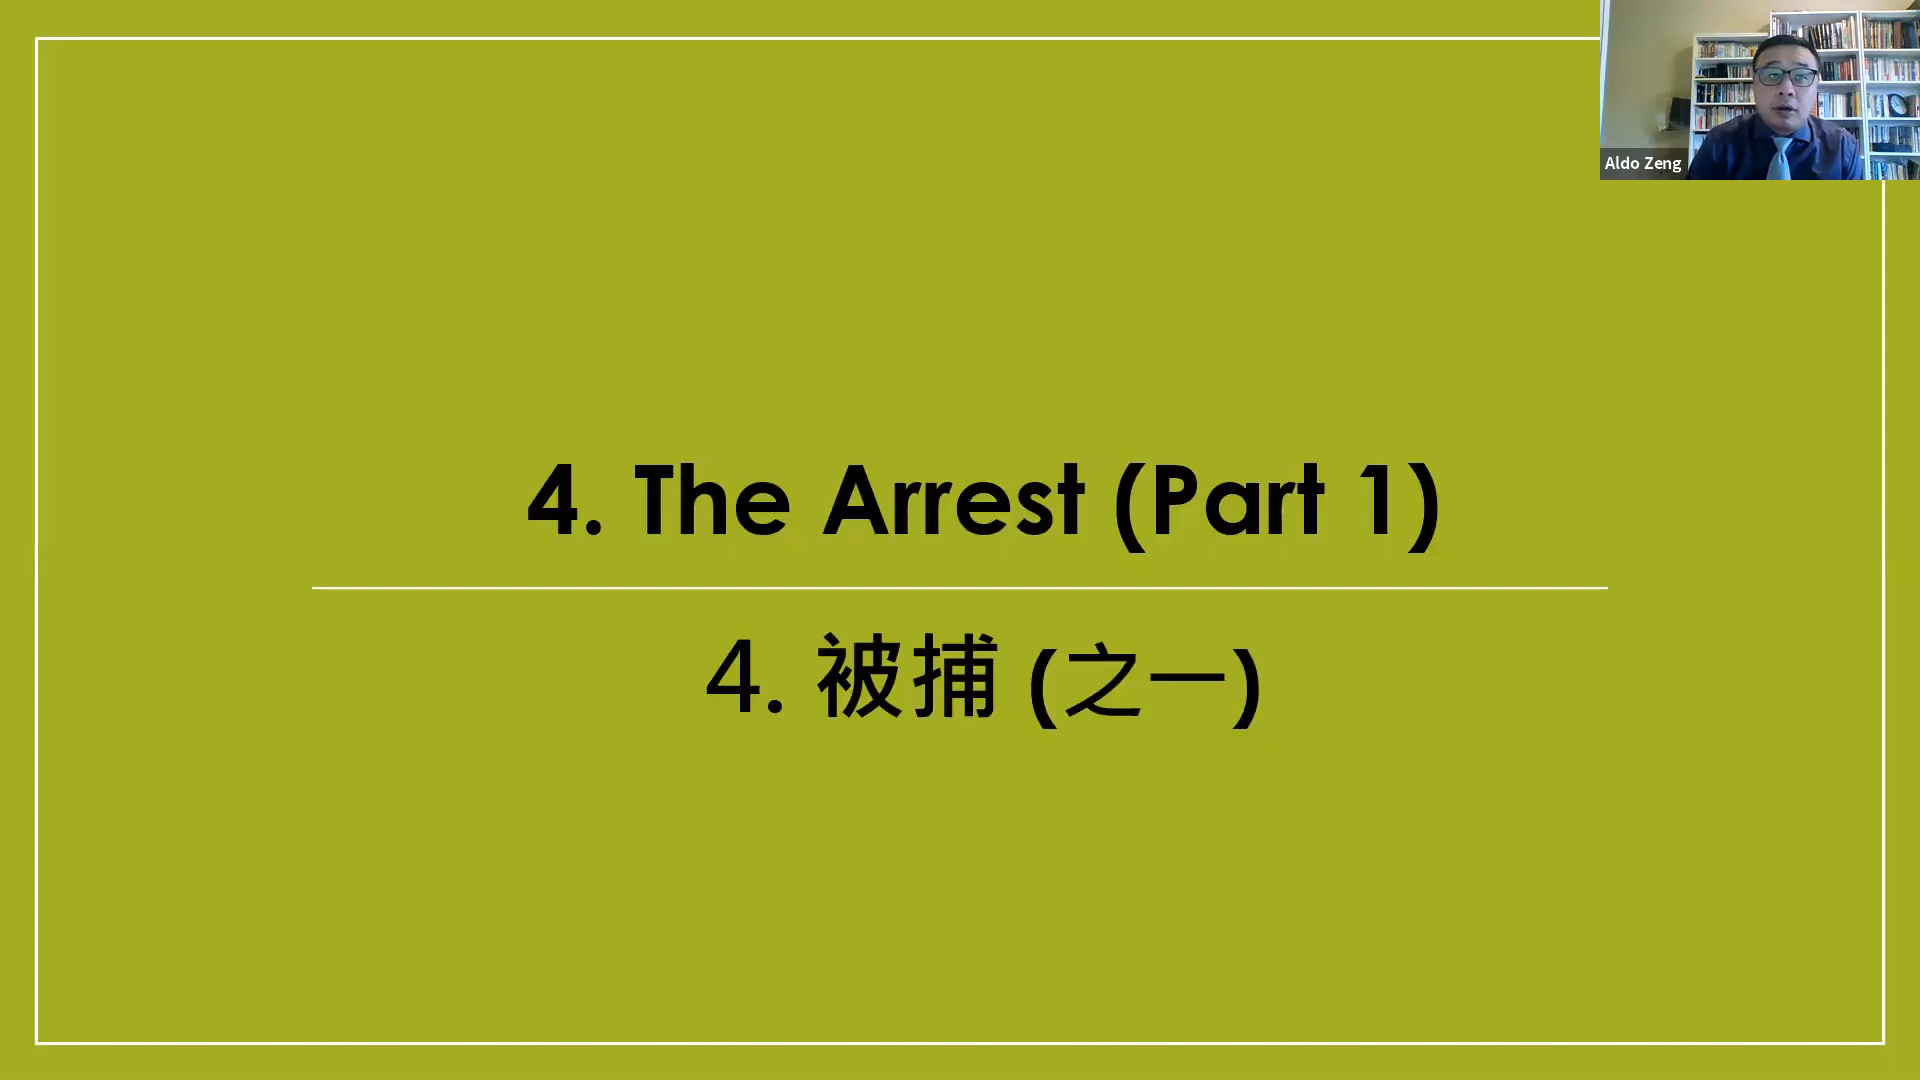 Aldo Zeng
4. The Arrest (Part 1)
4. 被捕 (之一)